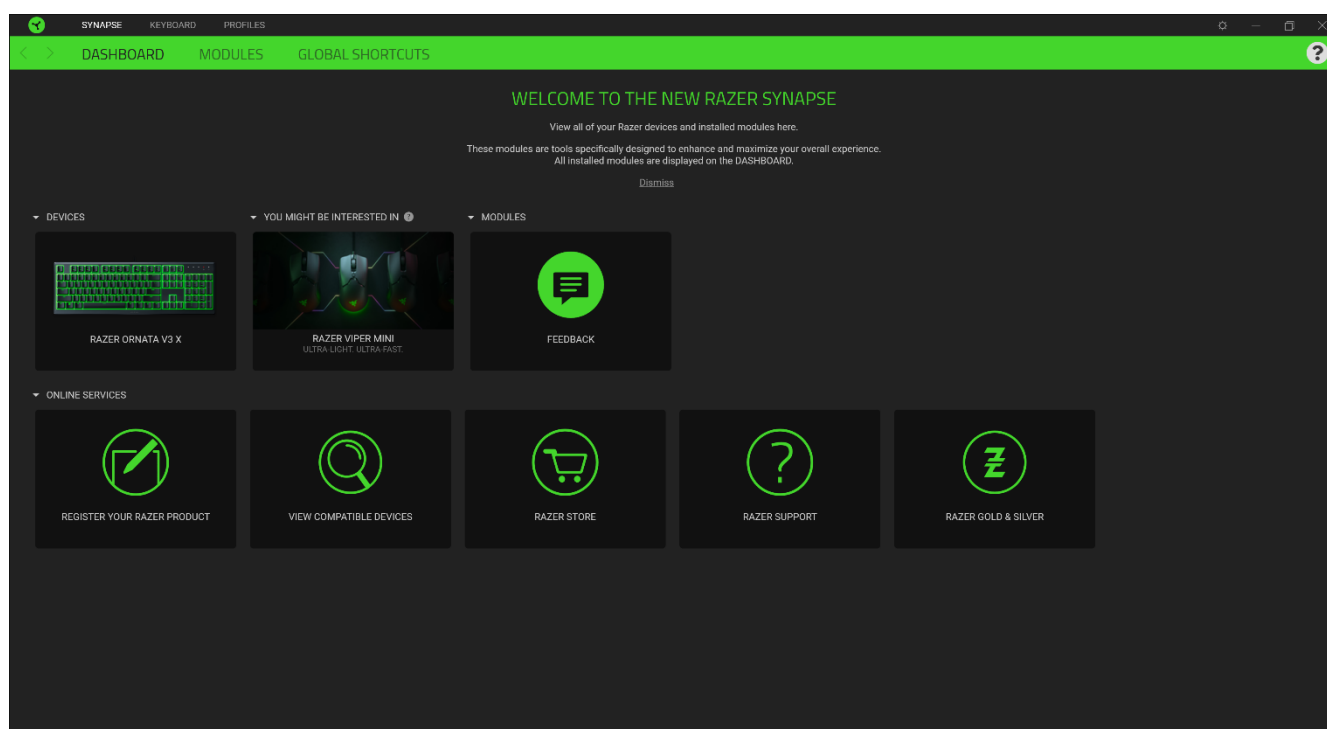 SYNAPSE KEYBOARD PROFILES
DASHBOARD MODULES GLOBAL SHORTCUTS
WELCOME TO THE NEW RAZER SYNAPSE
View all of your Razer devices and installed modules here.
These modules are tools specifically designed to enhance and maximize your overall experience.
All installed modules are displayed on the DASHBOARD.
Dismiss
DEVICES
YOU MIGHT BE INTERESTED IN
MODULES
RAZER ORNATA V3 X
RAZER VIPER MINI
ULTRA-LIGHT. ULTRA-FAST.
FEEDBACK
ONLINE SERVICES
REGISTER YOUR RAZER PRODUCT
VIEW COMPATIBLE DEVICES
RAZER STORE
RAZER SUPPORT
RAZER GOLD & SILVER